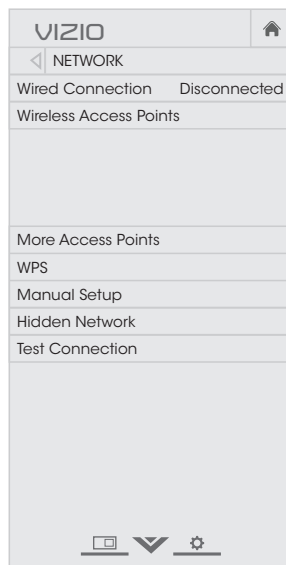 VIZIO
NETWORK
Wired Connection Disconnected
Wireless Access Points
More Access Points
WPS
Manual Setup
Hidden Network
Test Connection